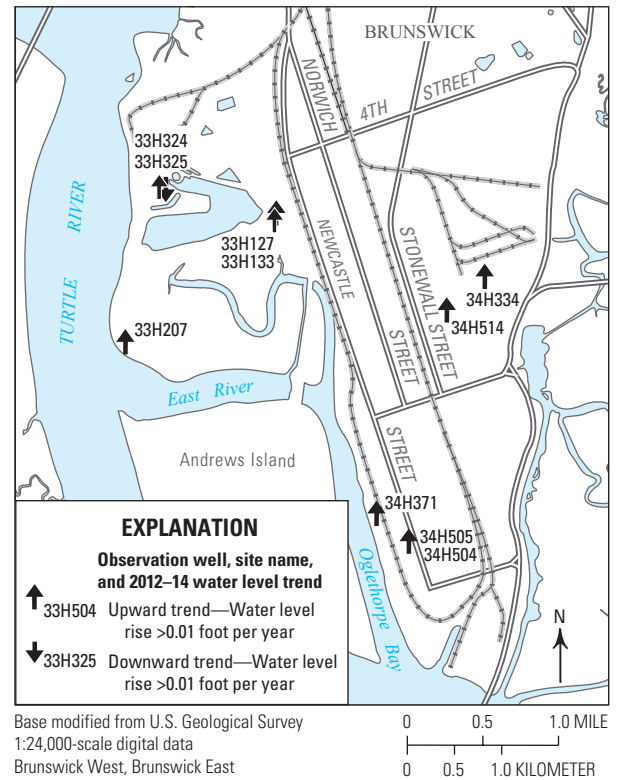 BRUNSWICK
NORWICH
4TH STREET
33H324
33H325
TURTLE RIVER
33H127
33H133
NEWCASTLE
STONEWALL STREET
34H334
34H514
33H207
STREET
East River
Andrews Island
STREET
34H371
34H505
34H504
Oglethorpe Bay
EXPLANATION
Observation well, site name,
and 2012–14 water level trend
33H504 Upward trend—Water level
rise >0.01 foot per year
33H325 Downward trend—Water level
rise >0.01 foot per year
N
Base modified from U.S. Geological Survey
1:24,000-scale digital data
Brunswick West, Brunswick East
0 0.5 1.0 MILE
0 0.5 1.0 KILOMETER